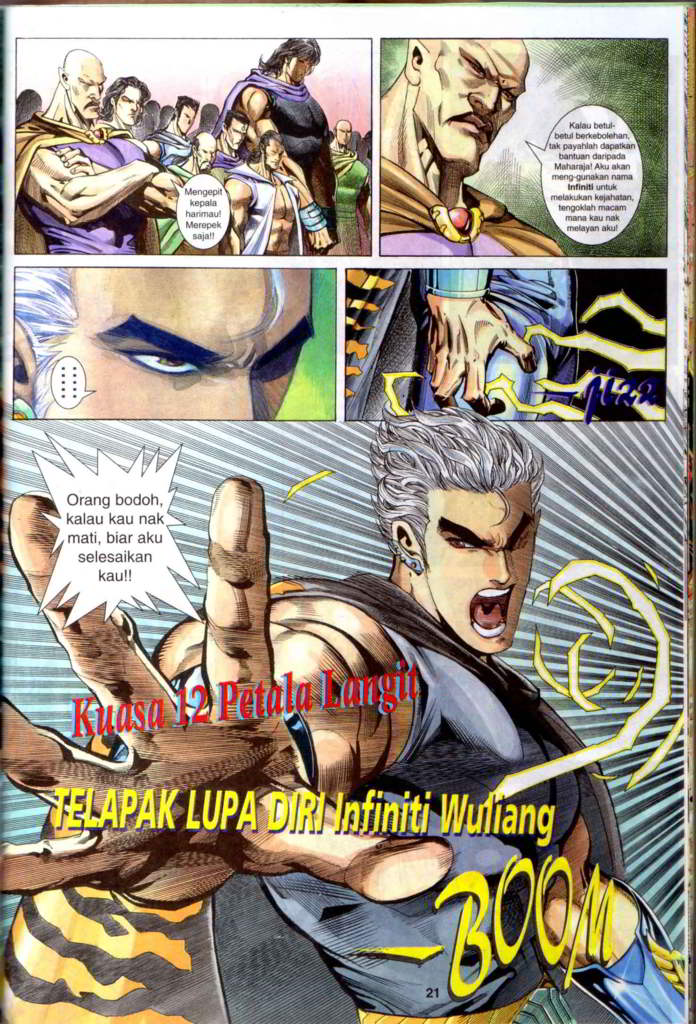 Mengepit
kepala
harimau!
Merepek
saja!!
Kalau betul-
betul berkebolehan,
tak payahlah dapatkan
bantuan daripada
Maharaja! Aku akan
meng-gunakan nama
Infiniti untuk
melakukan kejahatan,
tengoklah macam
mana kau nak
melayan aku!
Orang bodoh,
kalau kau nak
mati, biar aku
selesaikan
kau!!
Kuasa 12 Petala Langit
TELAPAK LUPA DIRI Infiniti Wuliang
BOOM
21